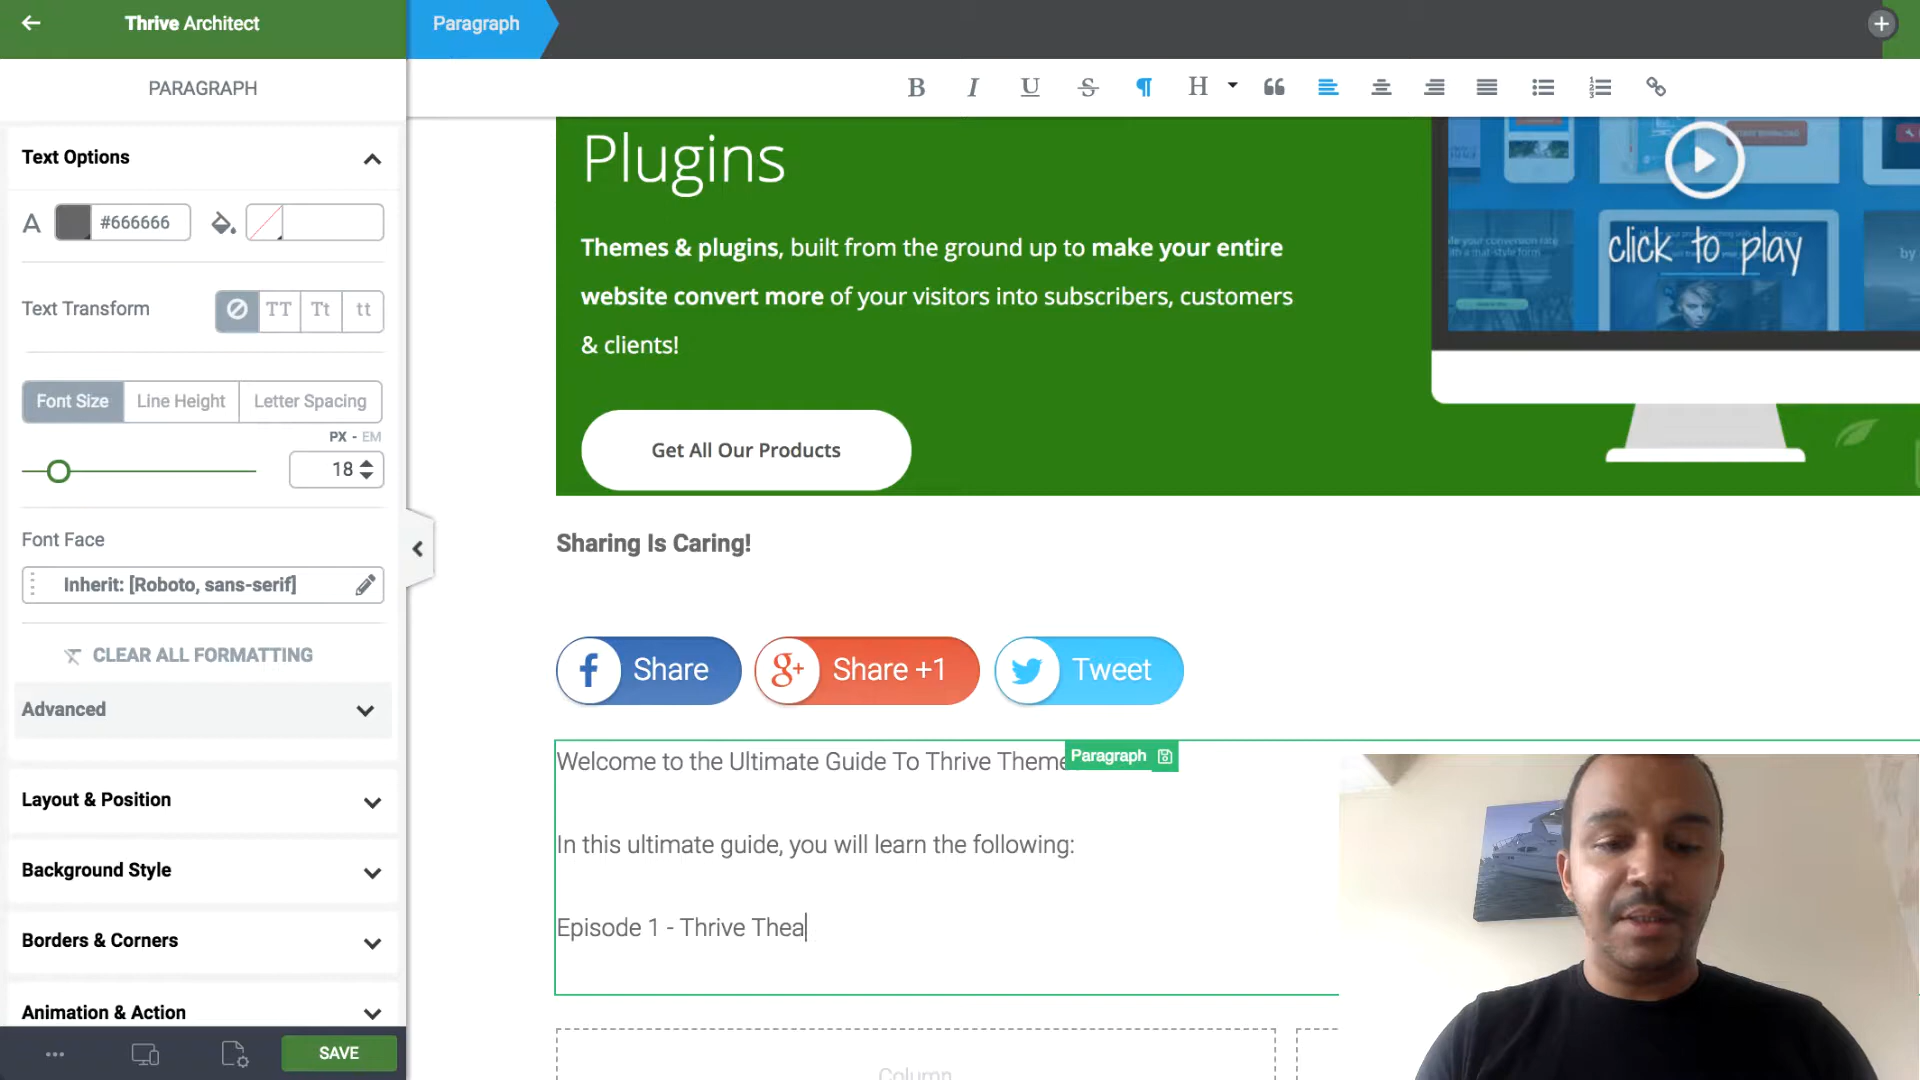 Thrive Architect
Paragraph
PARAGRAPH
B I U S ¶ H
Text Options
A #666666
Text Transform
TT Tt tt
Font Size Line Height Letter Spacing
PX - EM
18
Font Face
Inherit: [Roboto, sans-serif]
CLEAR ALL FORMATTING
Advanced
Layout & Position
Background Style
Borders & Corners
Animation & Action
SAVE
Plugins
Themes & plugins, built from the ground up to make your entire
website convert more of your visitors into subscribers, customers
& clients!
Get All Our Products
click to play
by
Sharing Is Caring!
Share
Share +1
Tweet
Welcome to the Ultimate Guide To Thrive Theme
Paragraph
In this ultimate guide, you will learn the following:
Episode 1 - Thrive Thea
Column